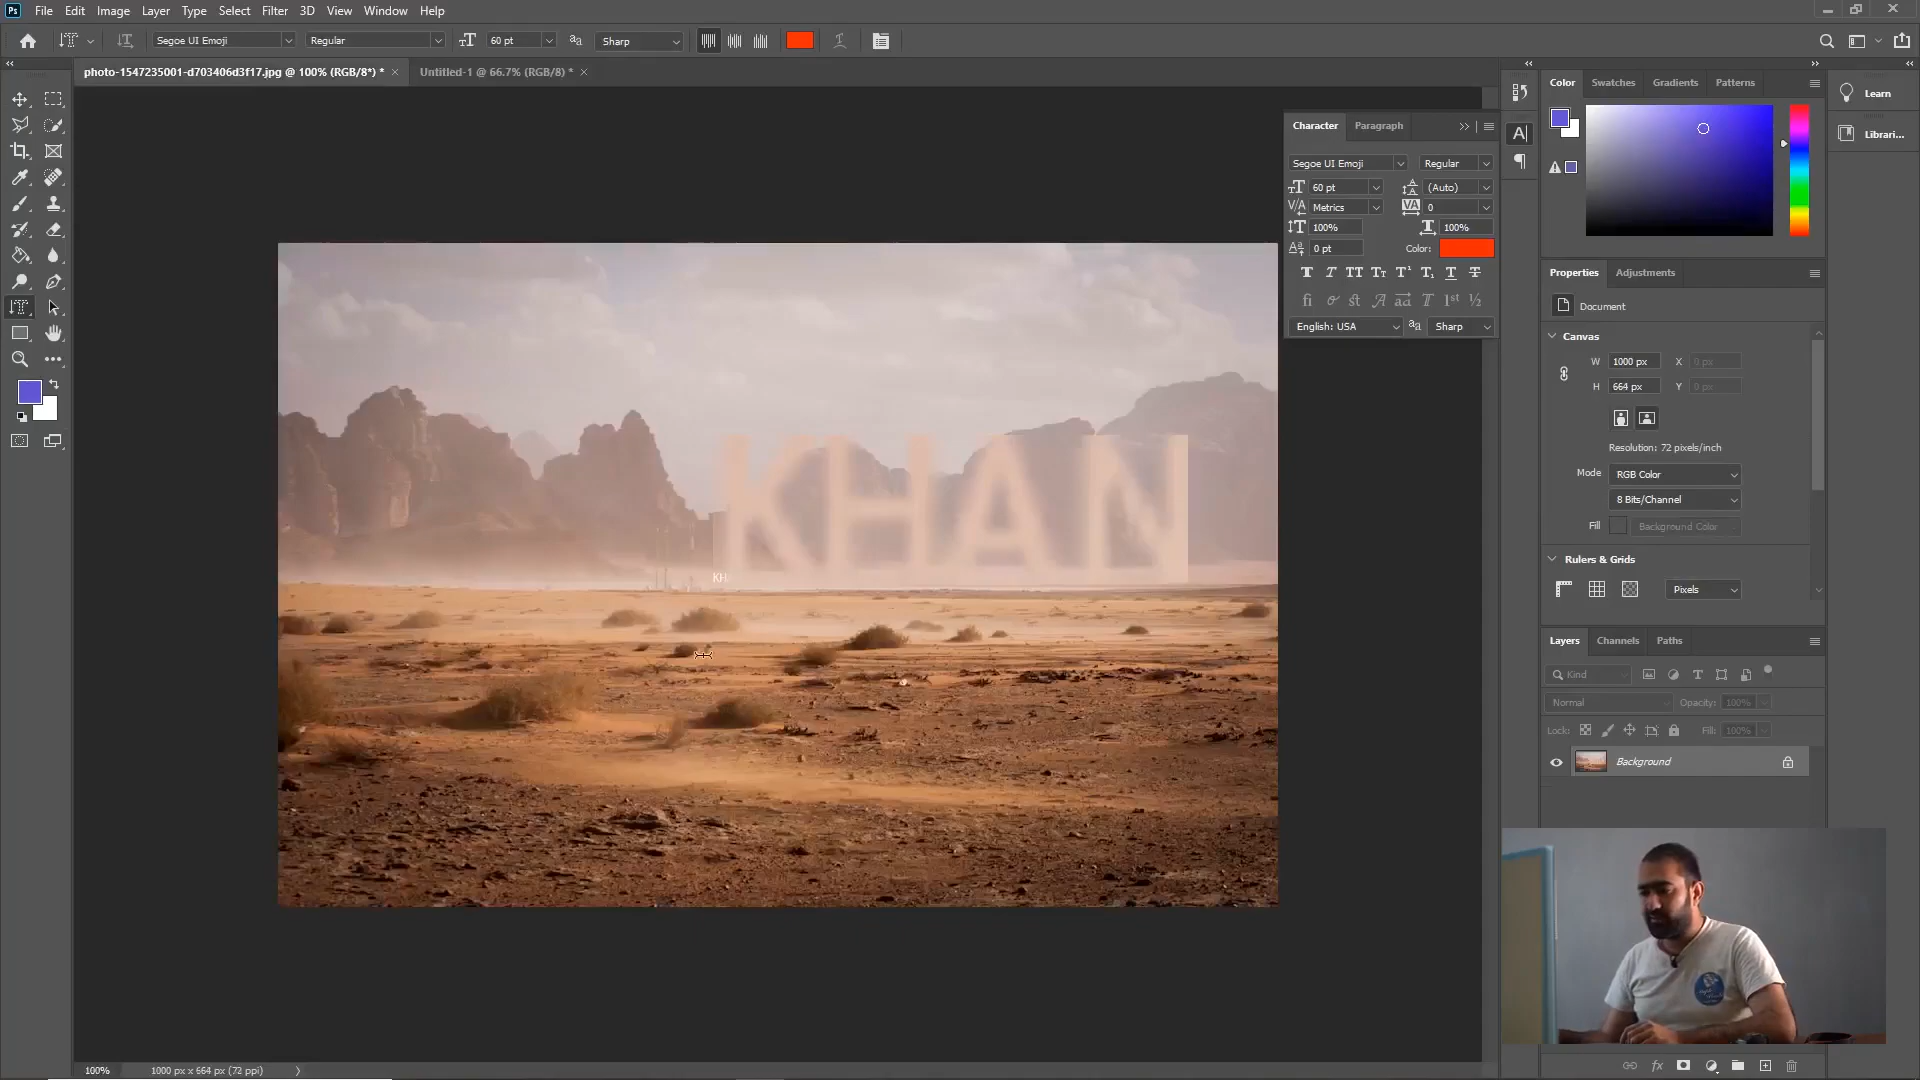 Ps File Edit Image Layer Type Select Filter 3D View Window Help
Segoe UI Emoji Regular 60 pt Sharp
photo-1547235001-d703406d3f17.jpg @ 100% (RGB/8*) * × Untitled-1 @ 66.7% (RGB/8) * ×
Character Paragraph
Segoe UI Emoji Regular
60 pt (Auto)
Metrics 0
100% 100%
0 pt Color:
English: USA Sharp
KHAN
KHA
Color Swatches Gradients Patterns
Learn
Librari...
Properties Adjustments
Document
Canvas
W 1000 px X 0 px
H 664 px Y 0 px
Resolution: 72 pixels/inch
Mode RGB Color
8 Bits/Channel
Fill Background Color
Rulers & Grids
Pixels
Layers Channels Paths
Kind
Normal Opacity: 100%
Lock: Fill: 100%
Background
100% 1000 px x 664 px (72 ppi)